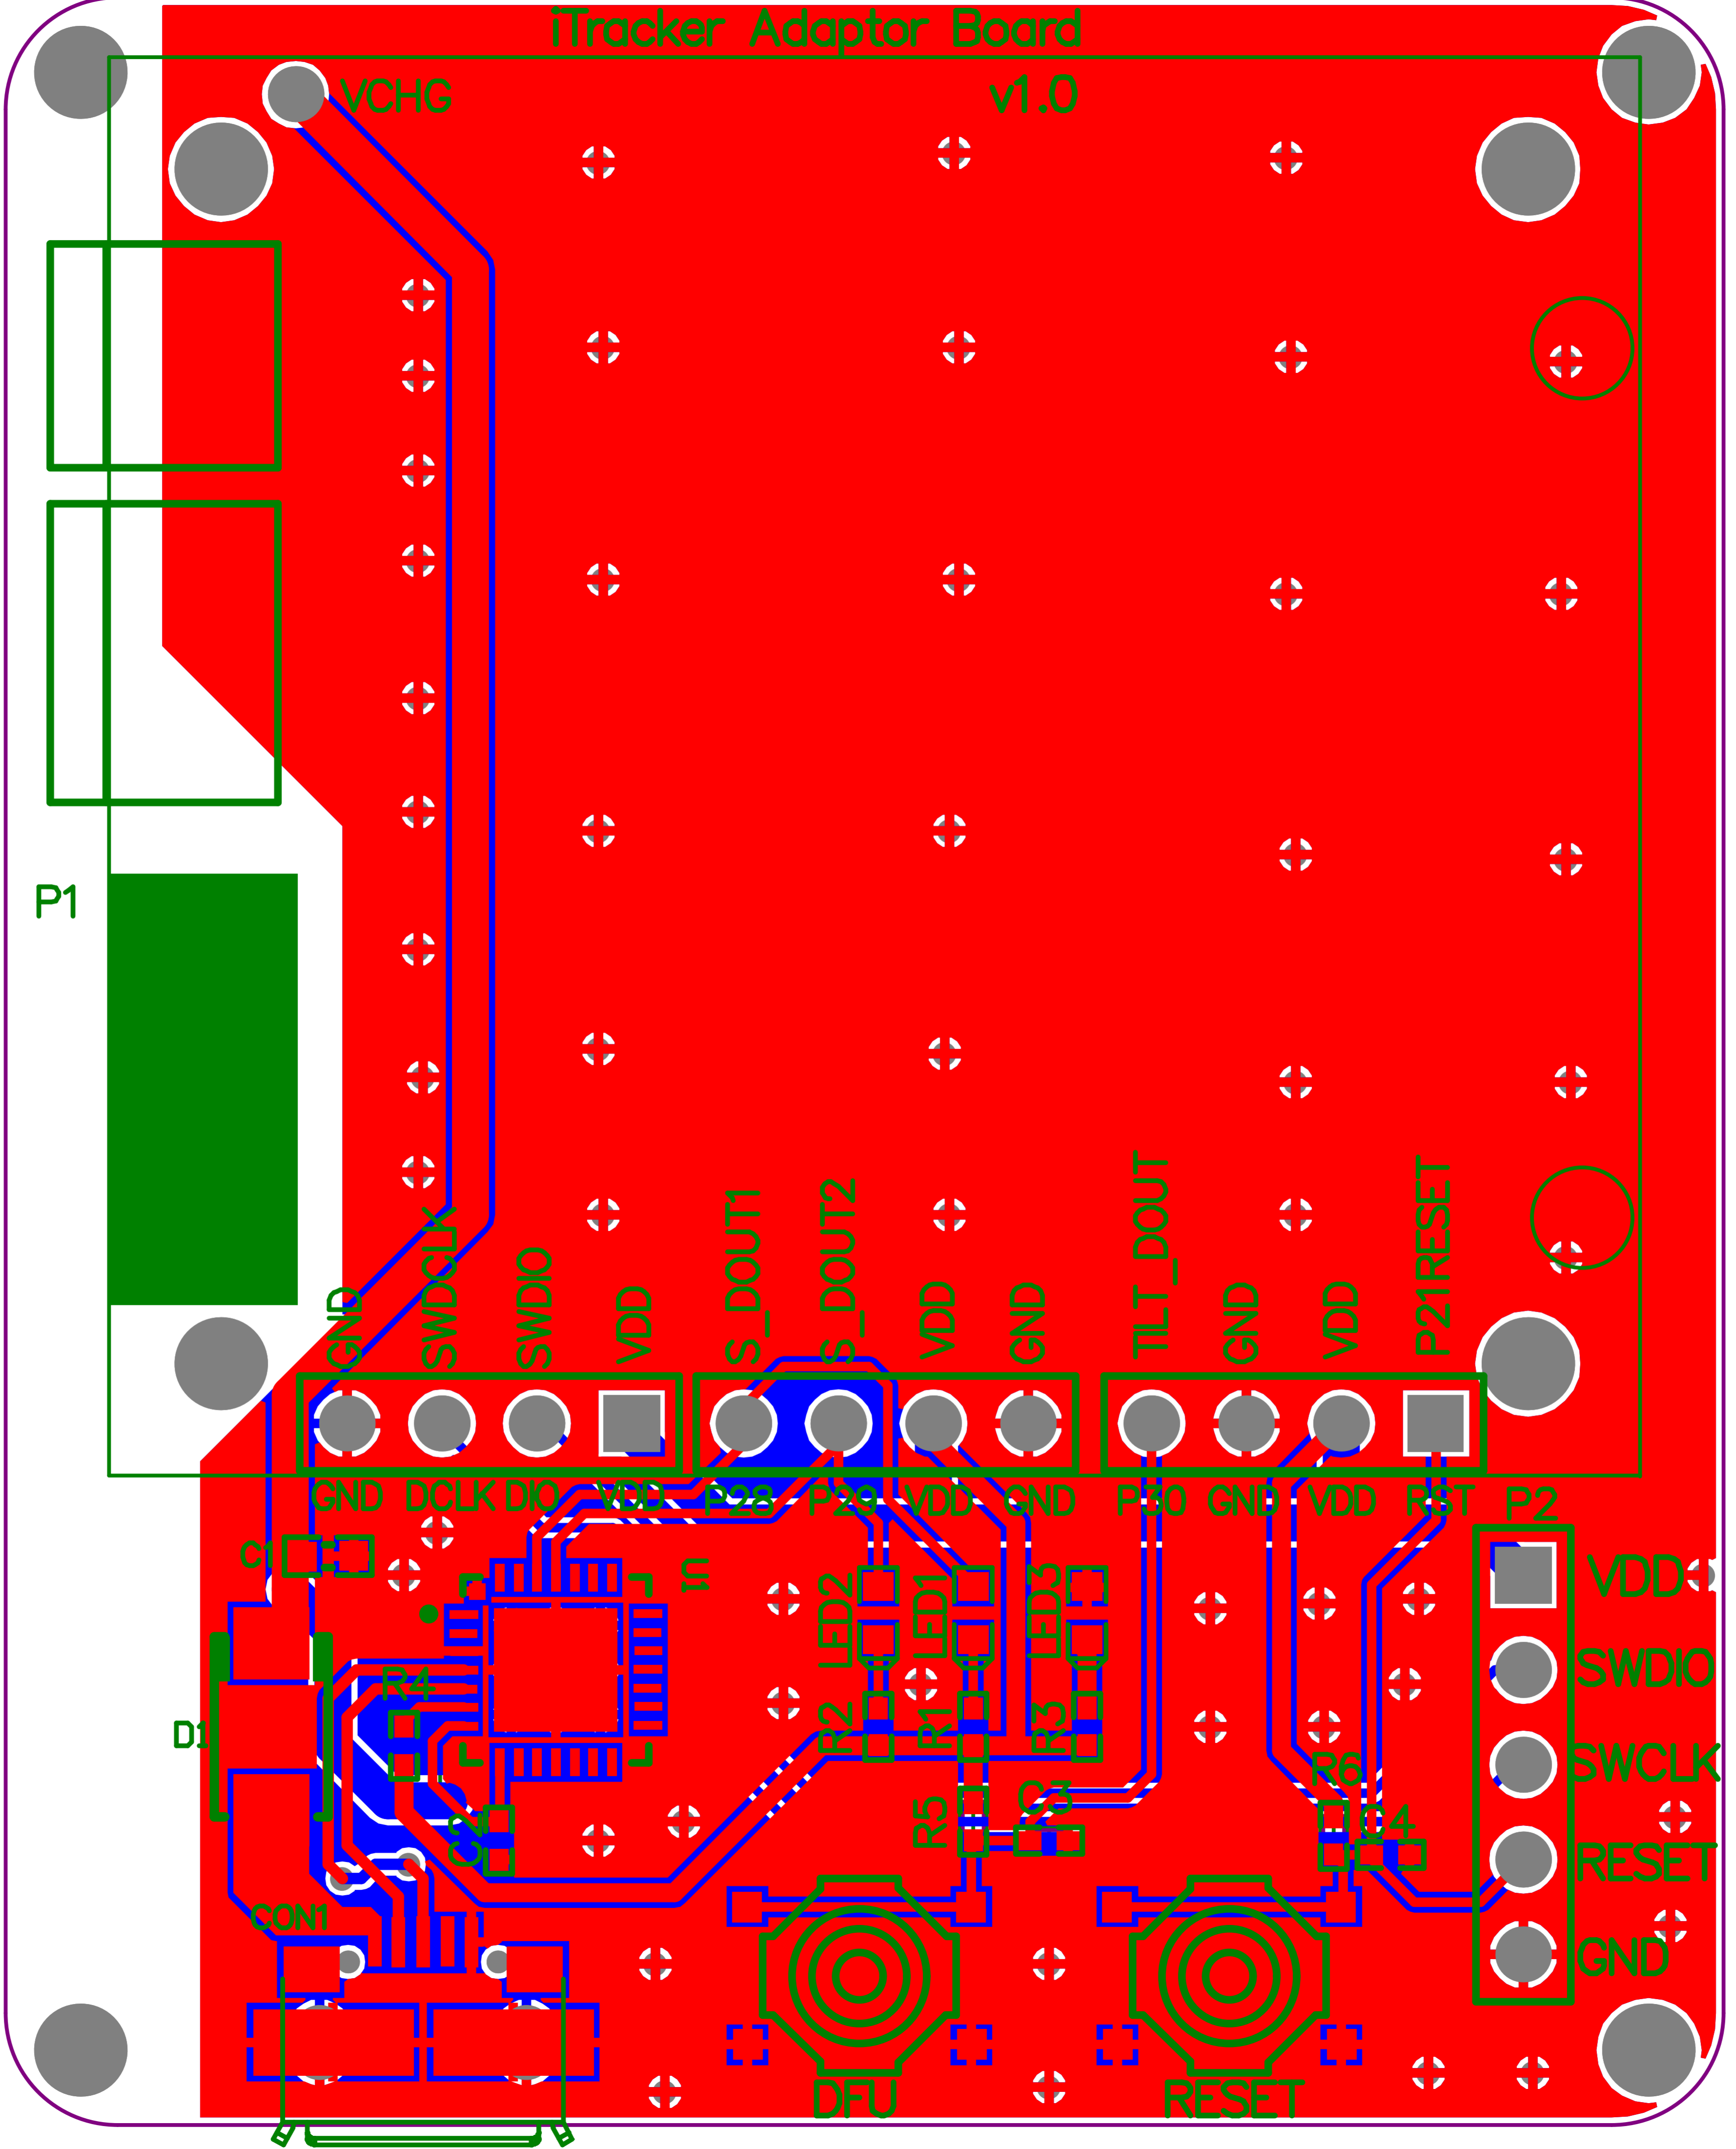 iTracker Adaptor Board
VCHG
v1.0
P1
GND
SWDCLK
SWDIO
VDD
S_DOUT1
S_DOUT2
VDD
GND
TILT_DOUT
GND
VDD
P21RESET
GND
DCLK
DIO
VDD
P28
P29
VDD
GND
P30
GND
VDD
RST
P2
C1
U1
LED2
LED1
LED3
VDD
R4
SWDIO
D1
R2
R1
R3
SWCLK
R6
C3
C2
R5
C4
RESET
CON1
GND
DFU
RESET